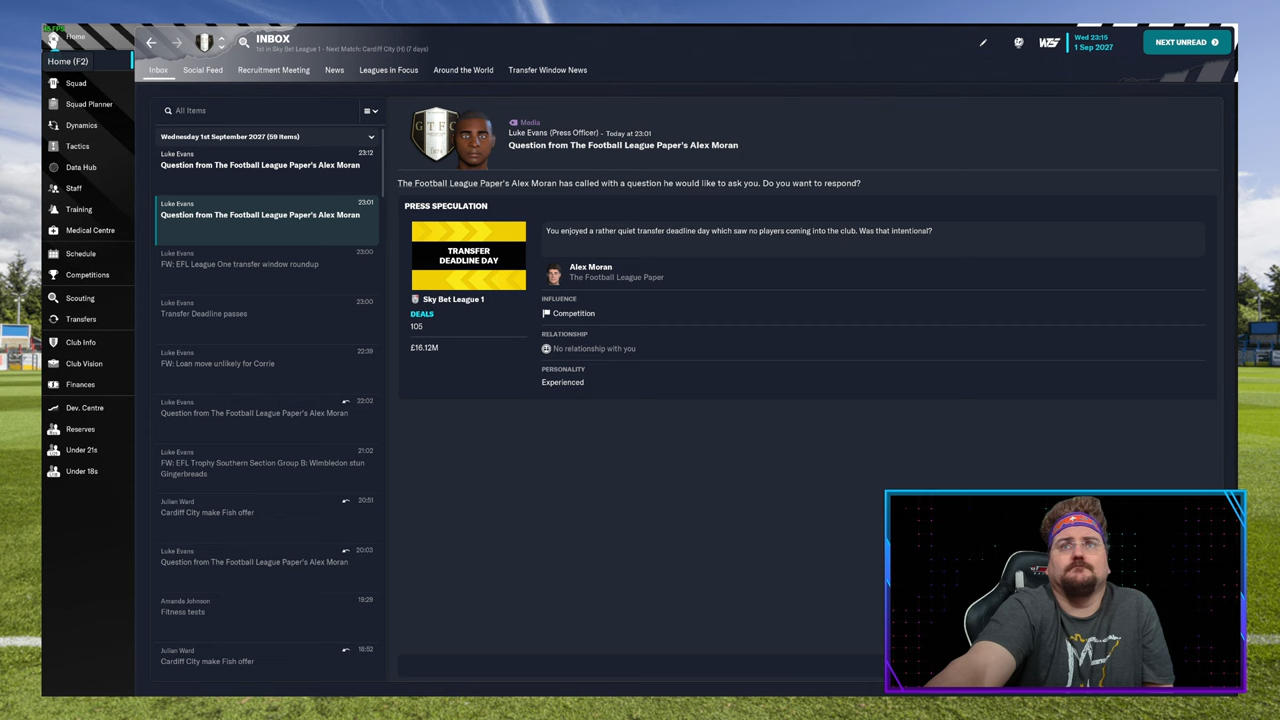 45 FPS
Home
Home (F2)
INBOX
1st in Sky Bet League 1 - Next Match: Cardiff City (H) (7 days)
Wed 23:15
1 Sep 2027
NEXT UNREAD
Inbox
Social Feed
Recruitment Meeting
News
Leagues in Focus
Around the World
Transfer Window News
Squad
Squad Planner
Dynamics
Tactics
Data Hub
Staff
Training
Medical Centre
Schedule
Competitions
Scouting
Transfers
Club Info
Club Vision
Finances
Dev. Centre
Reserves
Under 21s
Under 18s
All Items
Wednesday 1st September 2027 (59 Items)
Luke Evans 23:12
Question from The Football League Paper's Alex Moran
Luke Evans 23:01
Question from The Football League Paper's Alex Moran
Luke Evans 23:00
FW: EFL League One transfer window roundup
Luke Evans 23:00
Transfer Deadline passes
Luke Evans 22:39
FW: Loan move unlikely for Corrie
Luke Evans 22:02
Question from The Football League Paper's Alex Moran
Luke Evans 21:02
FW: EFL Trophy Southern Section Group B: Wimbledon stun
Gingerbreads
Julian Ward 20:51
Cardiff City make Fish offer
Luke Evans 20:03
Question from The Football League Paper's Alex Moran
Amanda Johnson 19:29
Fitness tests
Julian Ward 18:52
Cardiff City make Fish offer
GTFC
Media
Luke Evans (Press Officer) - Today at 23:01
Question from The Football League Paper's Alex Moran
The Football League Paper's Alex Moran has called with a question he would like to ask you. Do you want to respond?
PRESS SPECULATION
TRANSFER
DEADLINE DAY
Sky Bet League 1
DEALS
105
£16.12M
You enjoyed a rather quiet transfer deadline day which saw no players coming into the club. Was that intentional?
Alex Moran
The Football League Paper
INFLUENCE
Competition
RELATIONSHIP
No relationship with you
PERSONALITY
Experienced